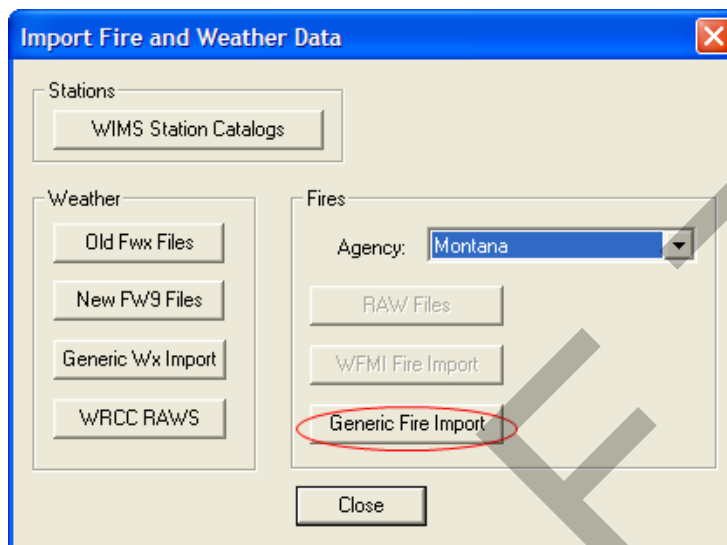 Import Fire and Weather Data
Stations
WIMS Station Catalogs
Weather
Old Fwx Files
New FW9 Files
Generic Wx Import
WRCC RAWS
Fires
Agency: Montana
RAW Files
WFMI Fire Import
Generic Fire Import
Close